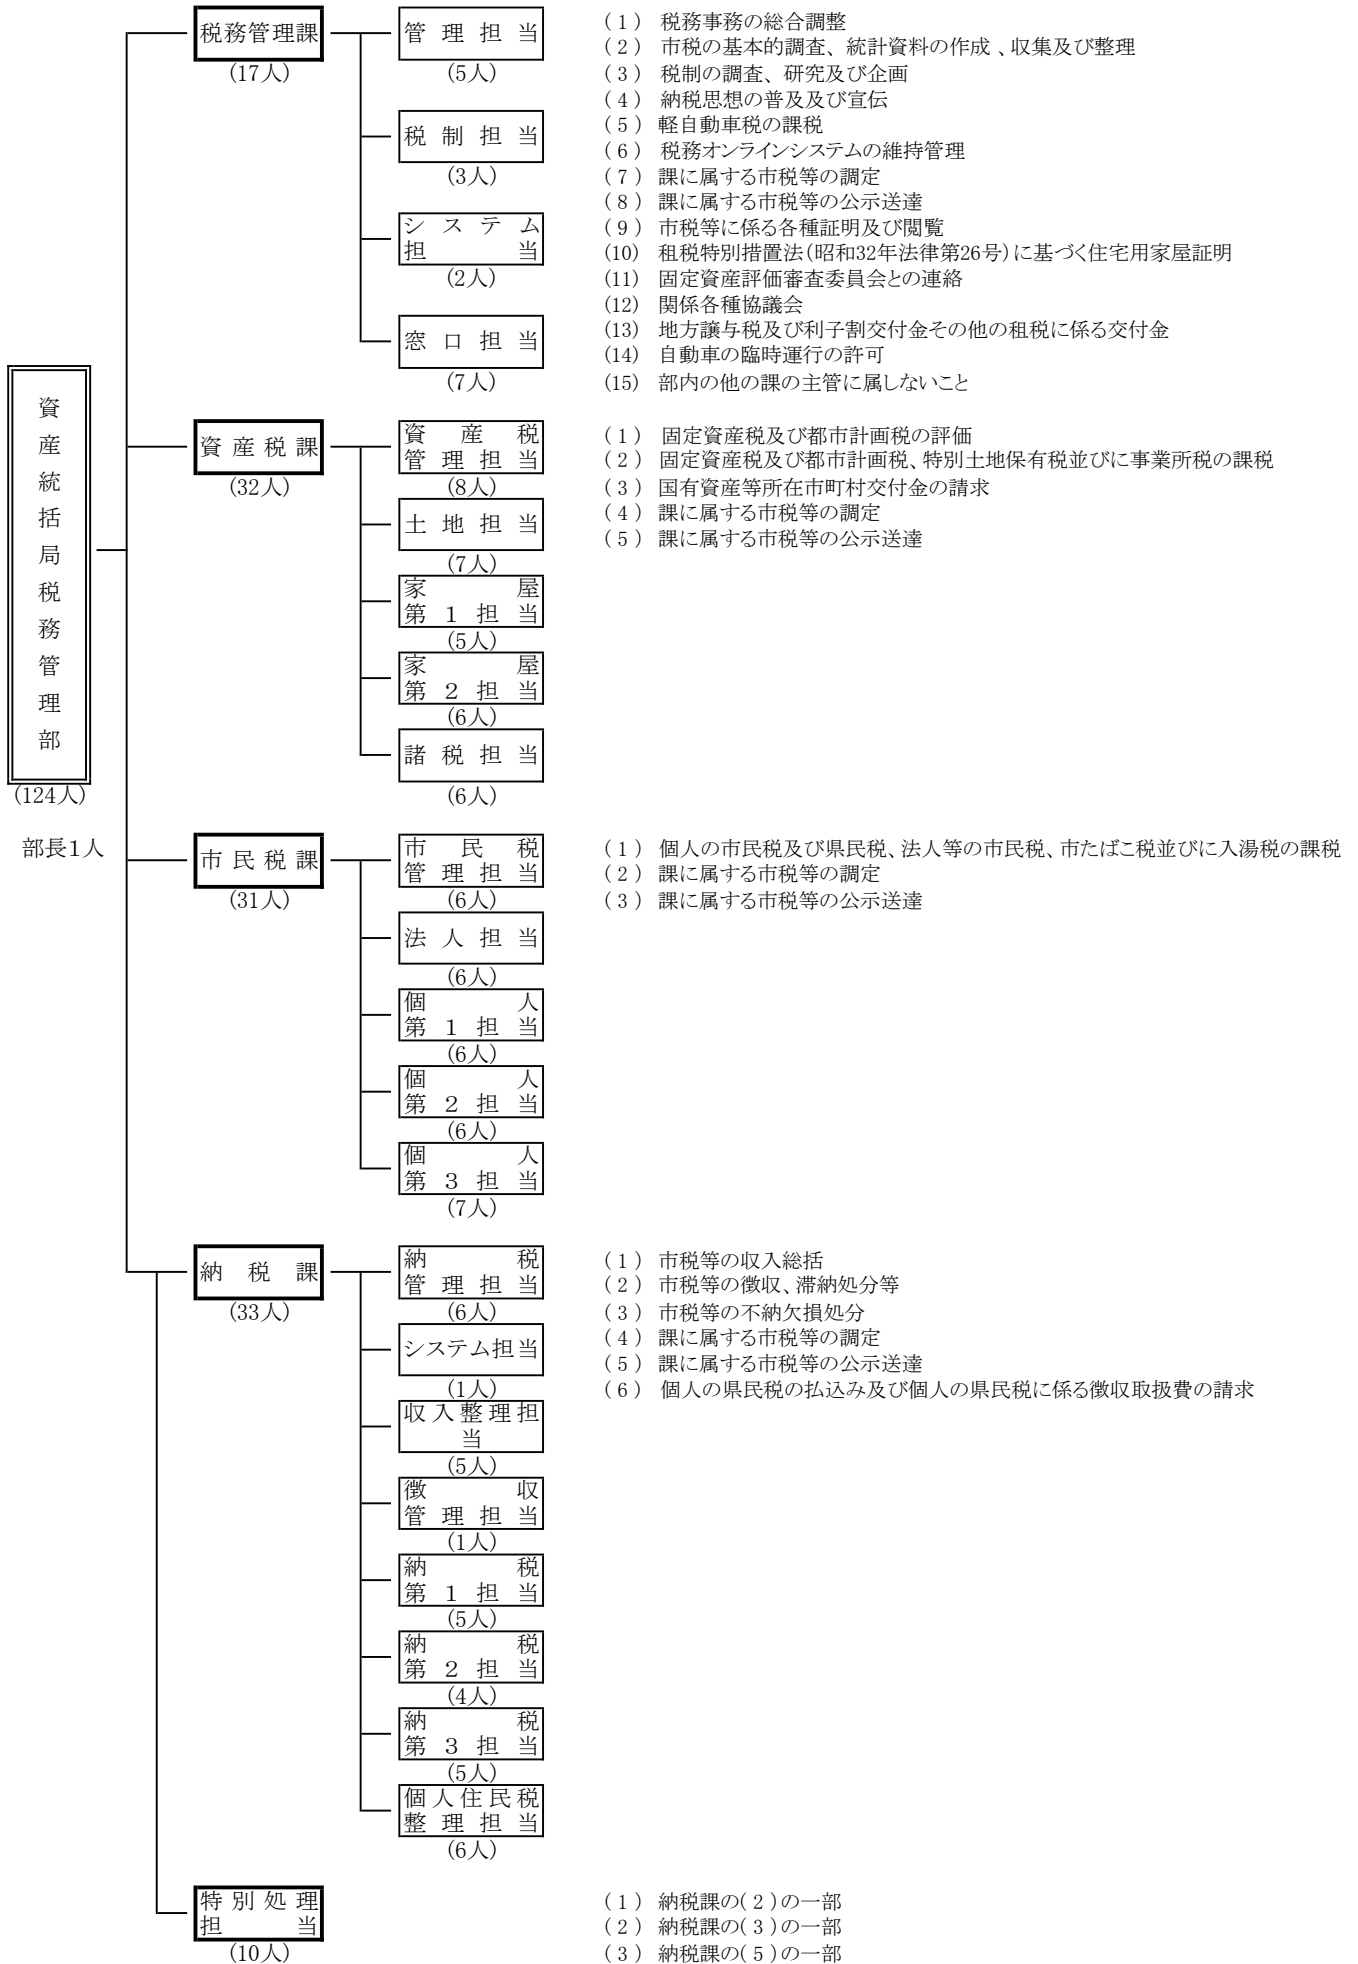 資産統括局税務管理部
(124人)
部長1人
税務管理課
(17人)
管理担当
(5人)
税制担当
(3人)
システム
担当
(2人)
窓口担当
(7人)
(1) 税務事務の総合調整
(2) 市税の基本的調査、統計資料の作成、収集及び整理
(3) 税制の調査、研究及び企画
(4) 納税思想の普及及び宣伝
(5) 軽自動車税の課税
(6) 税務オンラインシステムの維持管理
(7) 課に属する市税等の調定
(8) 課に属する市税等の公示送達
(9) 市税等に係る各種証明及び閲覧
(10) 租税特別措置法(昭和32年法律第26号)に基づく住宅用家屋証明
(11) 固定資産評価審査委員会との連絡
(12) 関係各種協議会
(13) 地方譲与税及び利子割交付金その他の租税に係る交付金
(14) 自動車の臨時運行の許可
(15) 部内の他の課の主管に属しないこと
資産税課
(32人)
資産税
管理担当
(8人)
土地担当
(7人)
家屋
第1担当
(5人)
家屋
第2担当
(6人)
諸税担当
(6人)
(1) 固定資産税及び都市計画税の評価
(2) 固定資産税及び都市計画税、特別土地保有税並びに事業所税の課税
(3) 国有資産等所在市町村交付金の請求
(4) 課に属する市税等の調定
(5) 課に属する市税等の公示送達
市民税課
(31人)
市民税
管理担当
(6人)
法人担当
(6人)
個人
第1担当
(6人)
個人
第2担当
(6人)
個人
第3担当
(7人)
(1) 個人の市民税及び県民税、法人等の市民税、市たばこ税並びに入湯税の課税
(2) 課に属する市税等の調定
(3) 課に属する市税等の公示送達
納税課
(33人)
納税
管理担当
(6人)
システム担当
(1人)
収入整理担
当
(5人)
徴収
管理担当
(1人)
納税
第1担当
(5人)
納税
第2担当
(4人)
納税
第3担当
(5人)
個人住民税
整理担当
(6人)
(1) 市税等の収入総括
(2) 市税等の徴収、滞納処分等
(3) 市税等の不納欠損処分
(4) 課に属する市税等の調定
(5) 課に属する市税等の公示送達
(6) 個人の県民税の払込み及び個人の県民税に係る徴収取扱費の請求
特別処理
担当
(10人)
(1) 納税課の(2)の一部
(2) 納税課の(3)の一部
(3) 納税課の(5)の一部